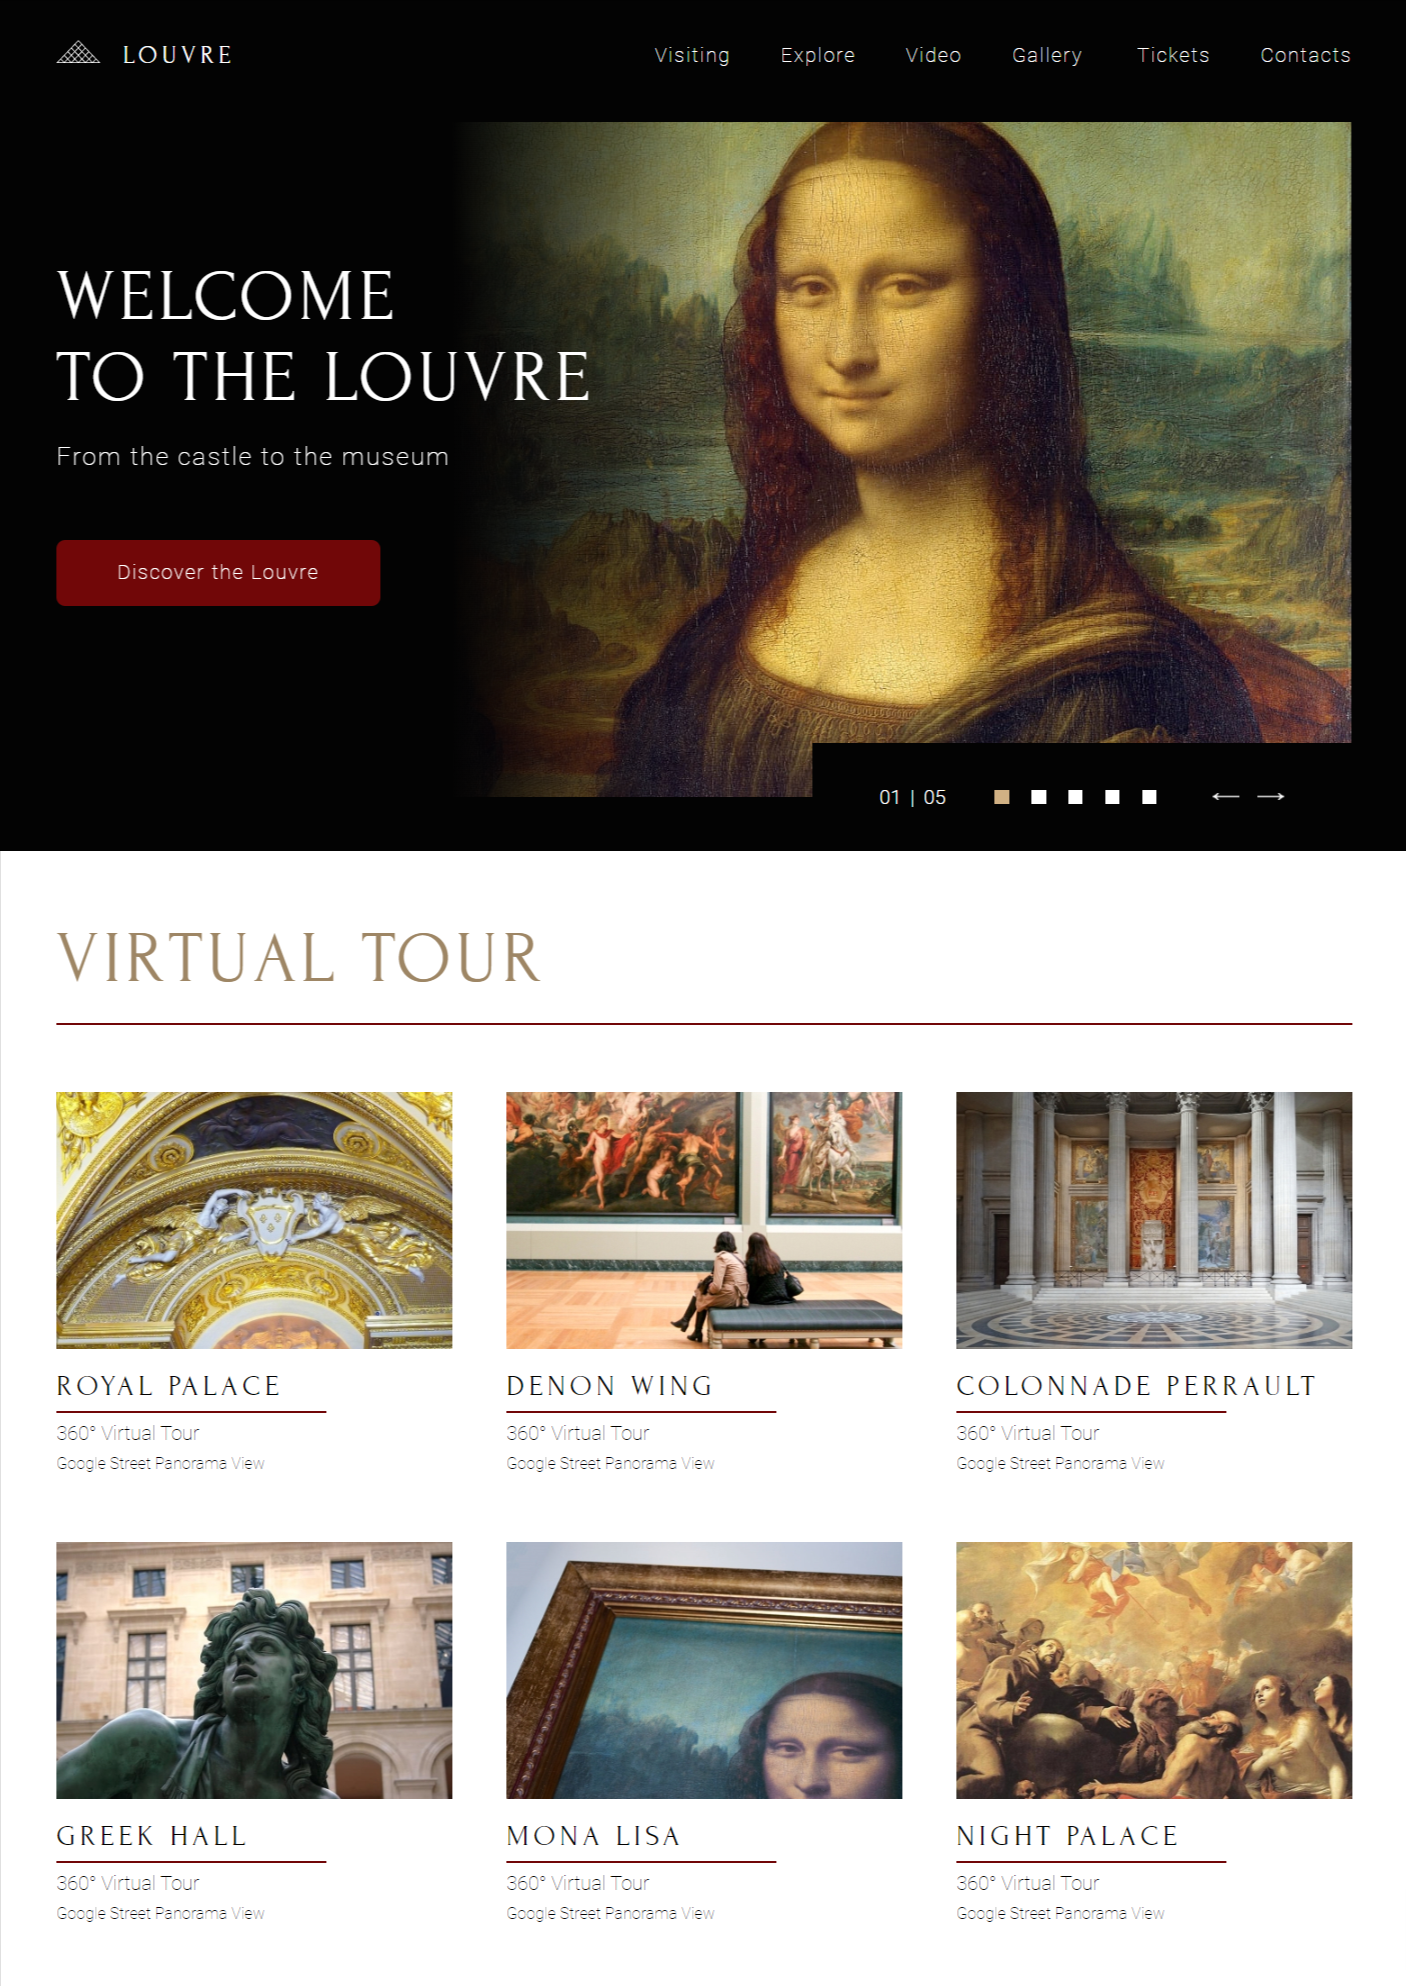 LOUVRE
Visiting Explore Video Gallery Tickets Contacts
WELCOME
TO THE LOUVRE
From the castle to the museum
Discover the Louvre
01 | 05
VIRTUAL TOUR
ROYAL PALACE
360° Virtual Tour
Google Street Panorama View
DENON WING
360° Virtual Tour
Google Street Panorama View
COLONNADE PERRAULT
360° Virtual Tour
Google Street Panorama View
GREEK HALL
360° Virtual Tour
Google Street Panorama View
MONA LISA
360° Virtual Tour
Google Street Panorama View
NIGHT PALACE
360° Virtual Tour
Google Street Panorama View